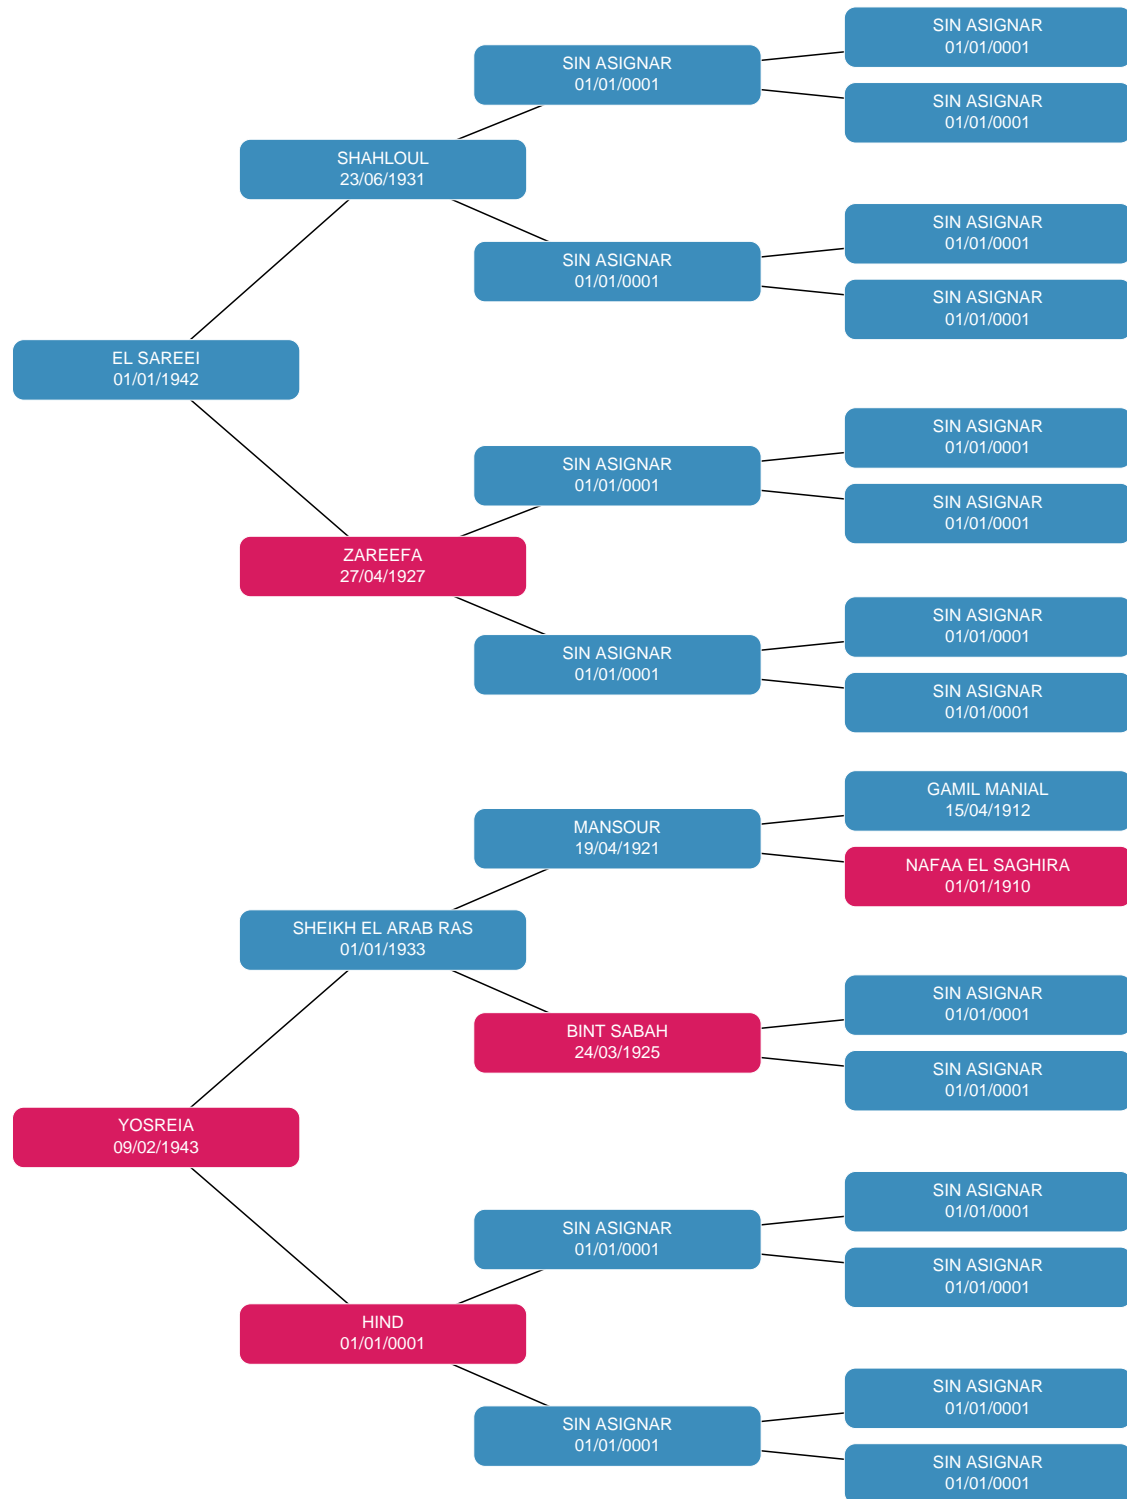 SIN ASIGNAR
01/01/0001
SIN ASIGNAR
01/01/0001
SIN ASIGNAR
01/01/0001
SHAHLOUL
23/06/1931
SIN ASIGNAR
01/01/0001
SIN ASIGNAR
01/01/0001
SIN ASIGNAR
01/01/0001
EL SAREEI
01/01/1942
SIN ASIGNAR
01/01/0001
SIN ASIGNAR
01/01/0001
SIN ASIGNAR
01/01/0001
ZAREEFA
27/04/1927
SIN ASIGNAR
01/01/0001
SIN ASIGNAR
01/01/0001
SIN ASIGNAR
01/01/0001
GAMIL MANIAL
15/04/1912
MANSOUR
19/04/1921
NAFAA EL SAGHIRA
01/01/1910
SHEIKH EL ARAB RAS
01/01/1933
SIN ASIGNAR
01/01/0001
BINT SABAH
24/03/1925
SIN ASIGNAR
01/01/0001
YOSREIA
09/02/1943
SIN ASIGNAR
01/01/0001
SIN ASIGNAR
01/01/0001
SIN ASIGNAR
01/01/0001
HIND
01/01/0001
SIN ASIGNAR
01/01/0001
SIN ASIGNAR
01/01/0001
SIN ASIGNAR
01/01/0001